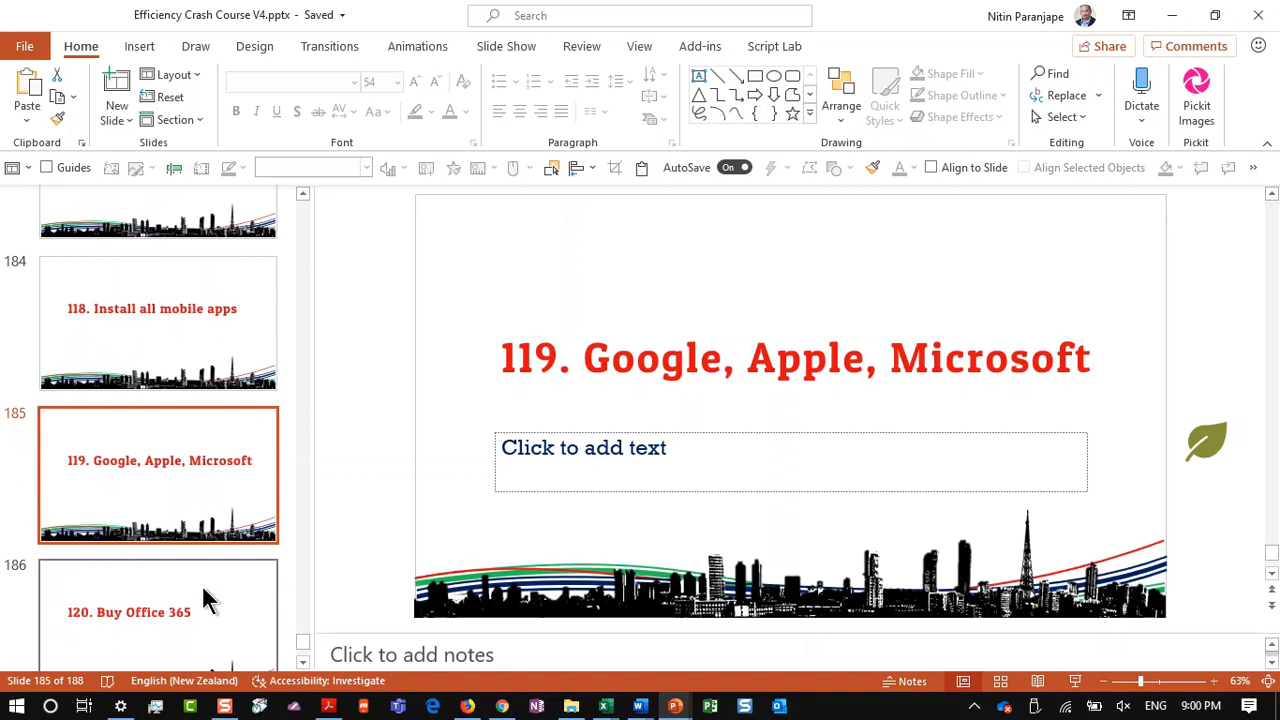 Efficiency Crash Course V4.pptx - Saved
Search
Nitin Paranjape
File Home Insert Draw Design Transitions Animations Slide Show Review View Add-ins Script Lab Share Comments
Paste
New
Slide
Layout
Reset
Section
54
Arrange
Quick
Styles
Shape Fill
Shape Outline
Shape Effects
Find
Replace
Select
Dictate
Pickit
Images
Clipboard Slides Font Paragraph Drawing Editing Voice Pickit
Guides AutoSave On Align to Slide Align Selected Objects
184
118. Install all mobile apps
185
119. Google, Apple, Microsoft
186
120. Buy Office 365
119. Google, Apple, Microsoft
Click to add text
Click to add notes
Slide 185 of 188 English (New Zealand) Accessibility: Investigate Notes 63%
9:00 PM